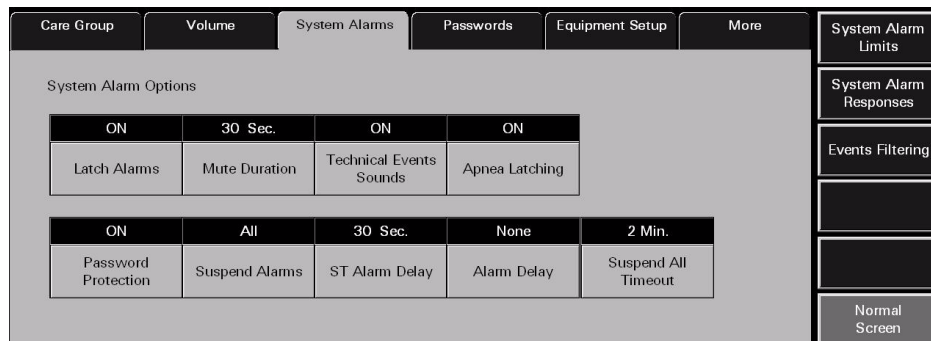 Care Group Volume System Alarms Passwords Equipment Setup More
System Alarm
Limits
System Alarm Options
System Alarm
Responses
ON 30 Sec. ON ON
Latch Alarms Mute Duration Technical Events
Sounds Apnea Latching
Events Filtering
ON All 30 Sec. None 2 Min.
Password
Protection Suspend Alarms ST Alarm Delay Alarm Delay Suspend All
Timeout
Normal
Screen